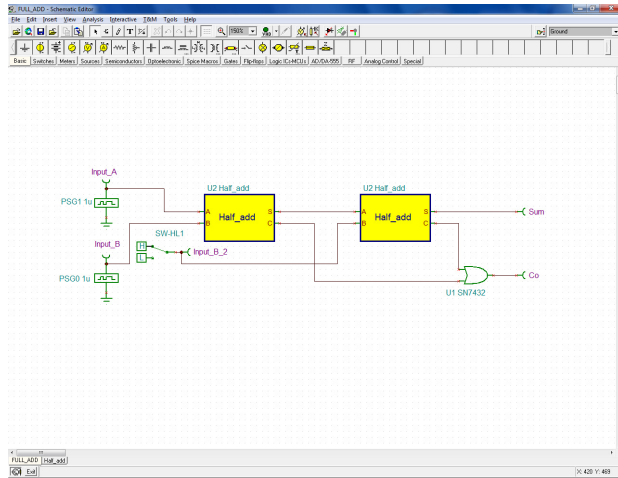 FULL_ADD - Schematic Editor
File Edit Insert View Analysis Interactive T&M Tools Help
150%
Ground
Basic Switches Meters Sources Semiconductors Optoelectronic Spice Macros Gates Flip-flops Logic ICs-MCUs AD/DA-555 RF Analog Control Special
Input_A
U2 Half_add
U2 Half_add
PSG1 1u
A
S
A
S
Sum
Half_add
Half_add
B
C
B
C
SW-HL1
Input_B
H
Input_B_2
L
PSG0 1u
Co
U1 SN7432
FULL_ADD Half_add
Exit
X: 420 Y: 469